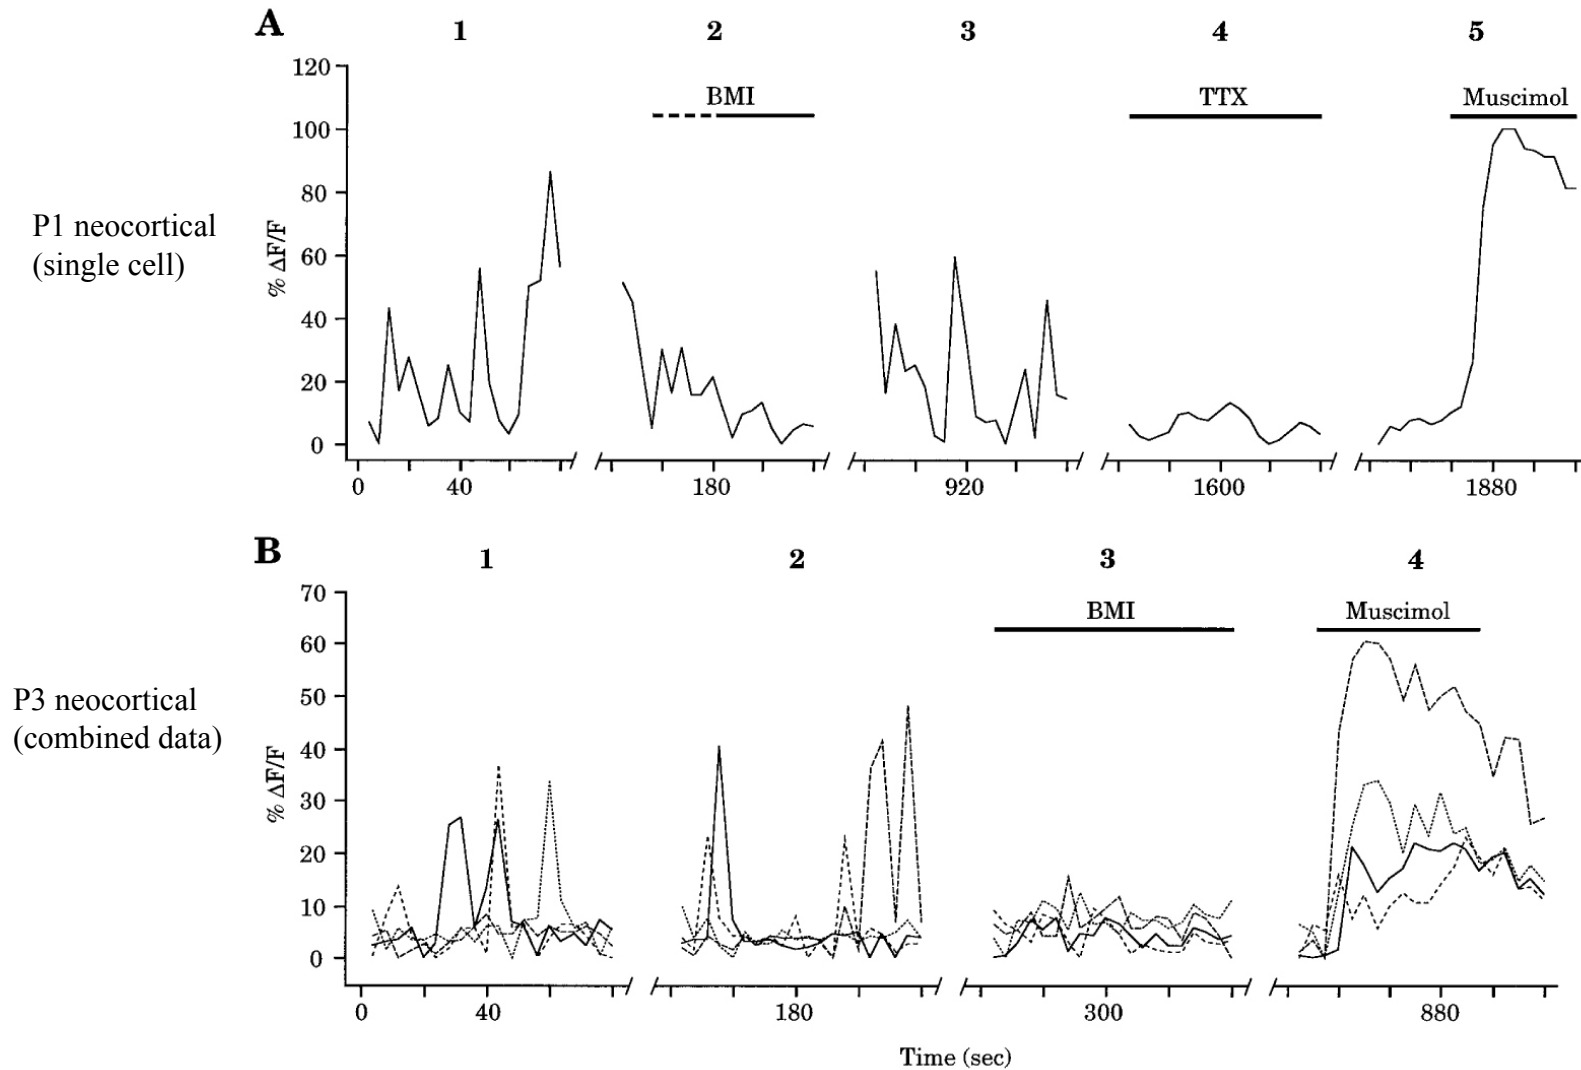 A 1 2 3 4 5
120
BMI TTX Muscimol
100
80
P1 neocortical
(single cell)
% ΔF/F
60
40
20
0
0 40 180 920 1600 1880
B 1 2 3 4
70
BMI Muscimol
60
P3 neocortical
(combined data)
% ΔF/F
50
40
30
20
10
0
0 40 180 300 880
Time (sec)